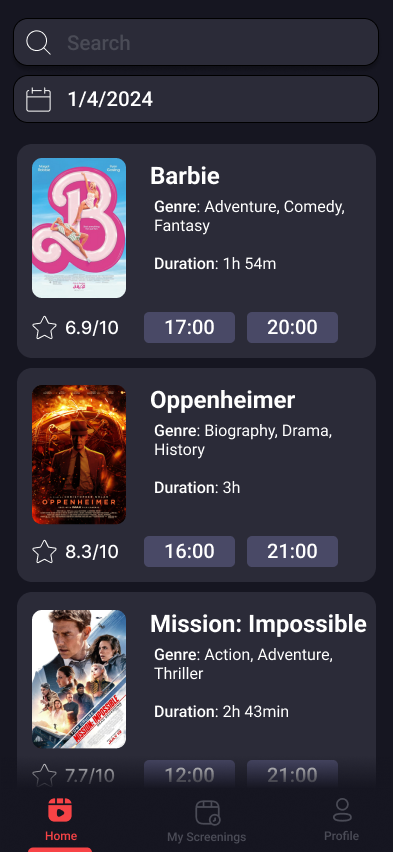 Search
1/4/2024
Barbie
Genre: Adventure, Comedy,
Fantasy
Duration: 1h 54m
6.9/10
17:00
20:00
Oppenheimer
Genre: Biography, Drama,
History
Duration: 3h
OPPENHEIMER
8.3/10
16:00
21:00
Mission: Impossible
Genre: Action, Adventure,
Thriller
Duration: 2h 43min
MISSION: IMPOSSIBLE
7.7/10
12:00
21:00
Home
My Screenings
Profile